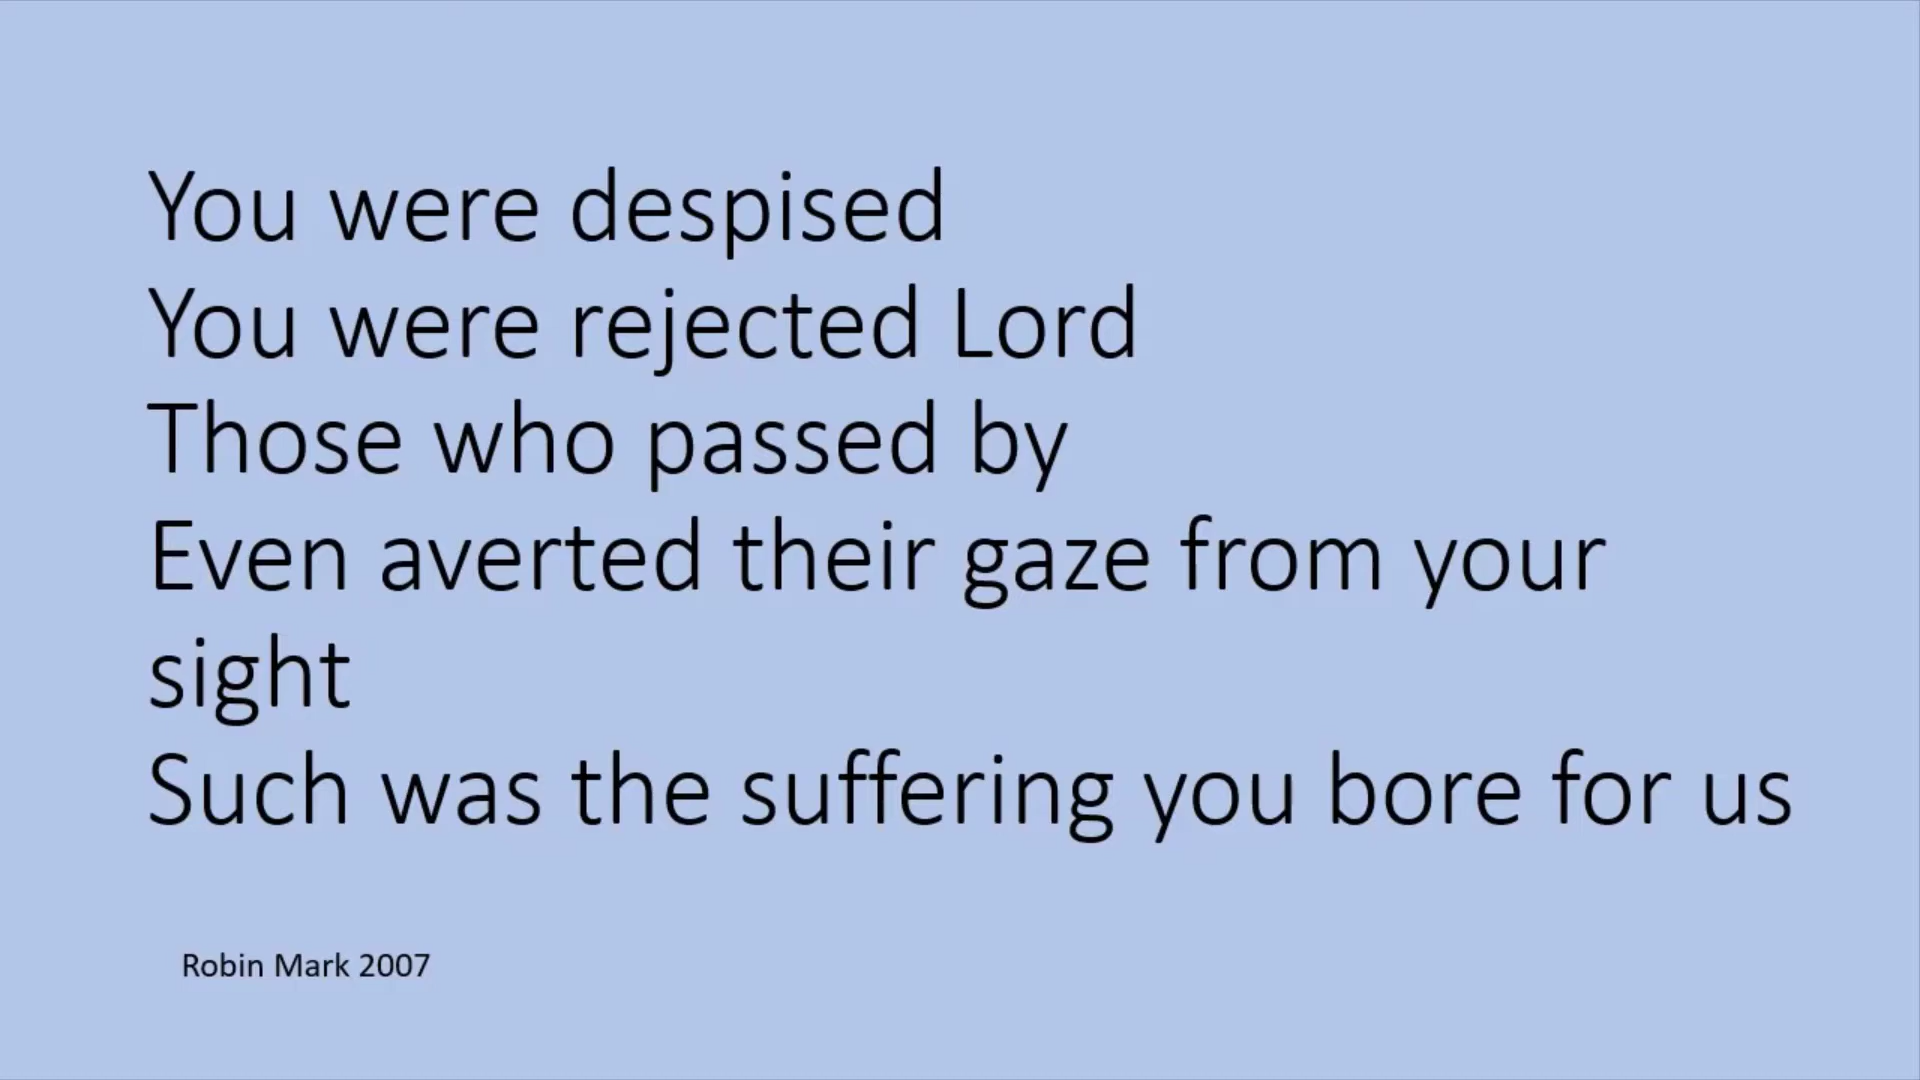 You were despised
You were rejected Lord
Those who passed by
Even averted their gaze from your
sight
Such was the suffering you bore for us
Robin Mark 2007